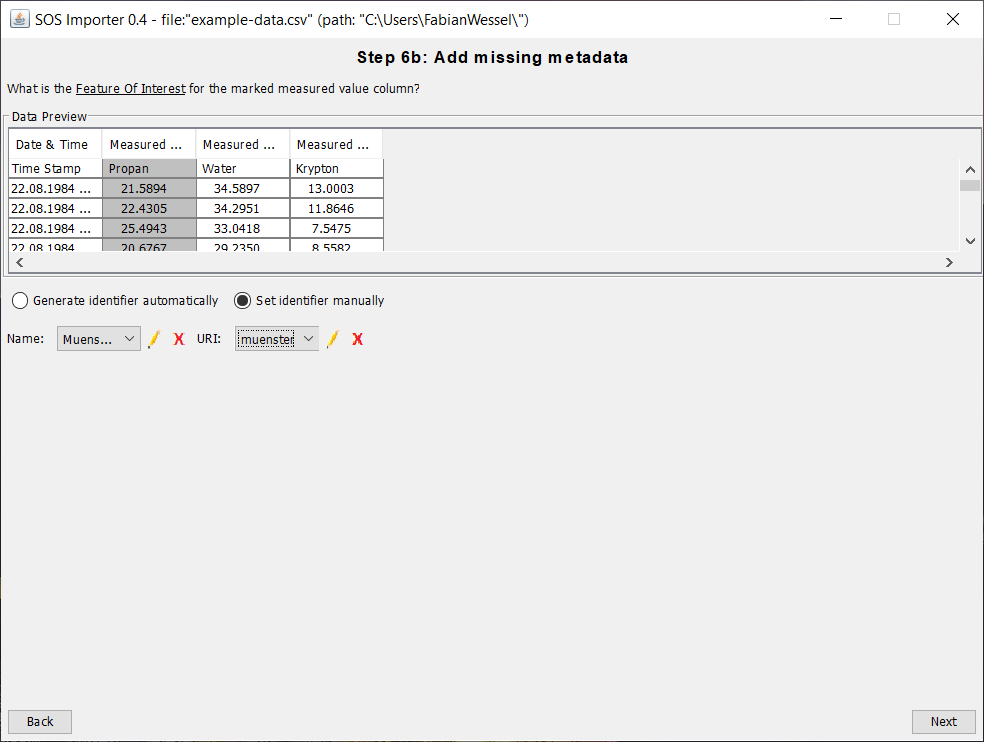 SOS Importer 0.4 - file:"example-data.csv" (path: "C:\Users\FabianWessel\")
Step 6b: Add missing metadata
What is the Feature Of Interest for the marked measured value column?
Data Preview
Date & Time Measured ... Measured ... Measured ...
Time Stamp Propan Water Krypton
22.08.1984 ... 21.5894 34.5897 13.0003
22.08.1984 ... 22.4305 34.2951 11.8646
22.08.1984 ... 25.4943 33.0418 7.5475
22.08.1984 20.6767 29.2350 8.5582
Generate identifier automatically Set identifier manually
Name: Muens... X URI: muenster X
Back Next